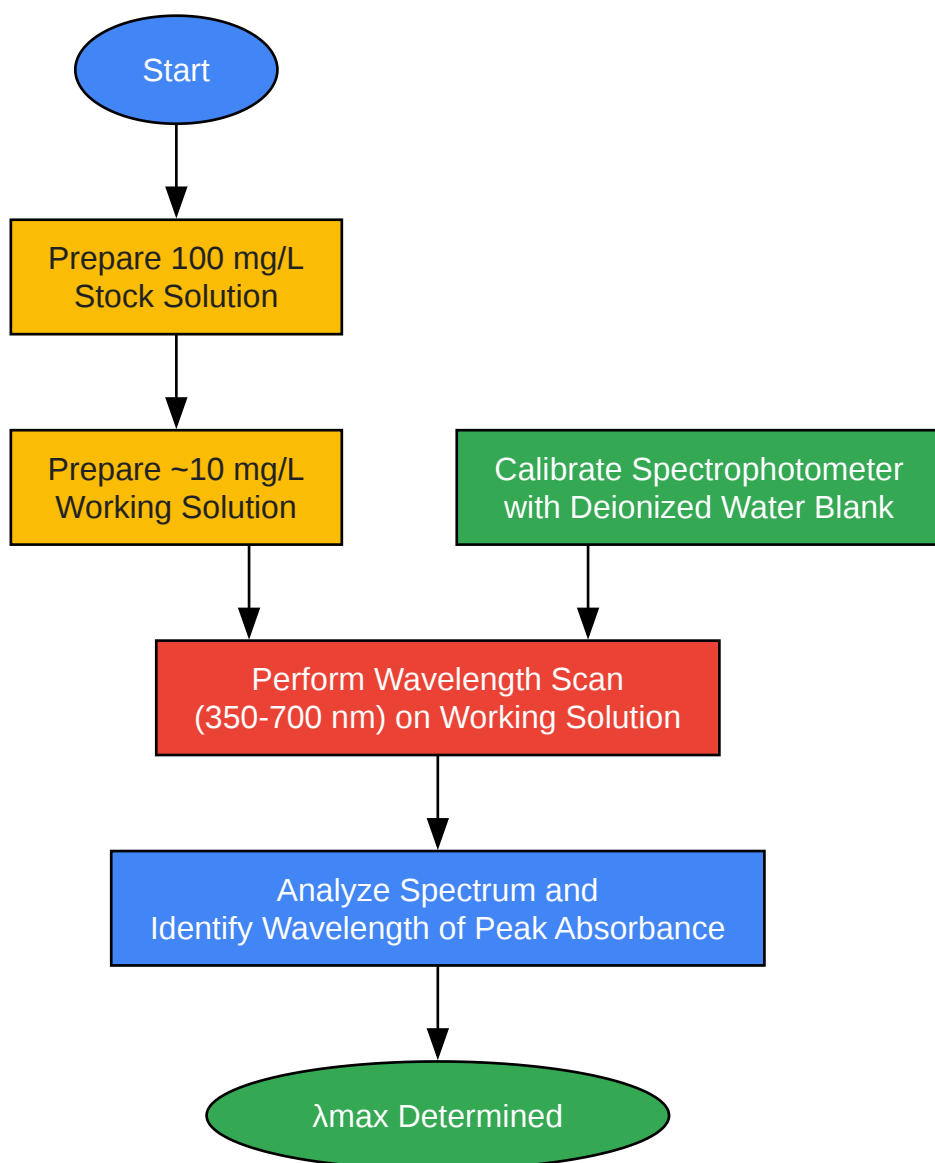 Start
Prepare 100 mg/L
Stock Solution
Prepare ~10 mg/L
Working Solution
Calibrate Spectrophotometer
with Deionized Water Blank
Perform Wavelength Scan
(350-700 nm) on Working Solution
Analyze Spectrum and
Identify Wavelength of Peak Absorbance
λmax Determined